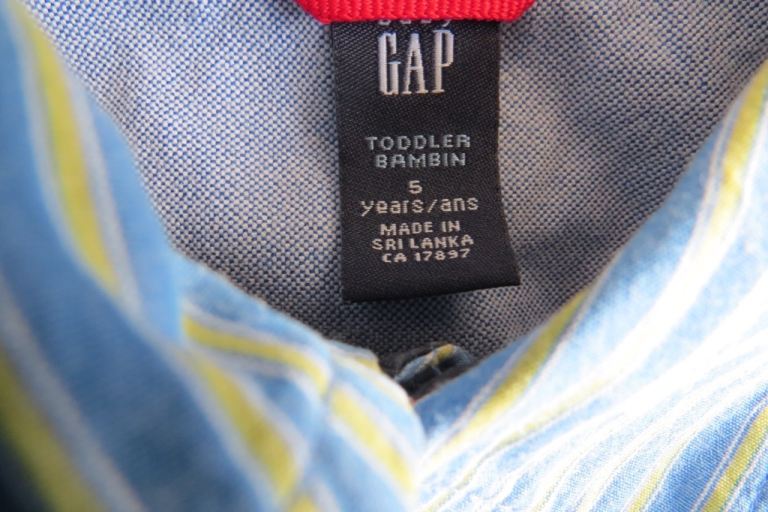 GAP
TODDLER
BAMBIN
5
years/ans
MADE IN
SRI LANKA
CA 17897